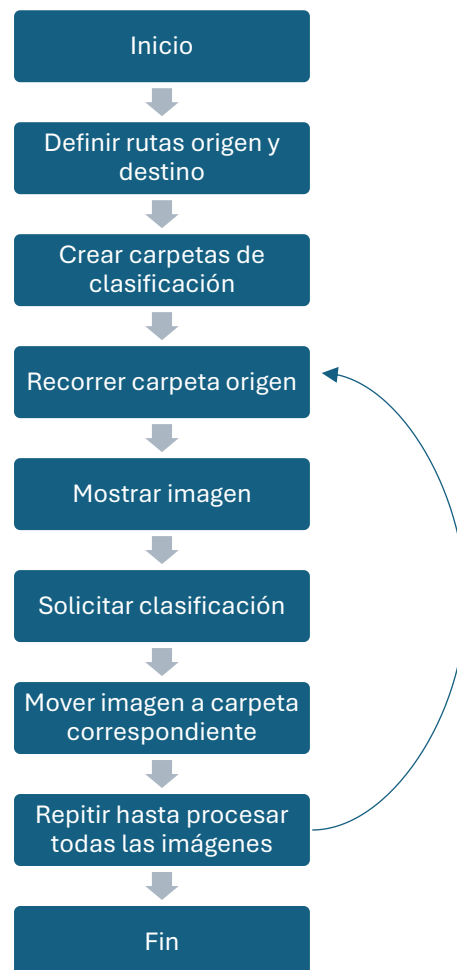 Inicio
Definir rutas origen y
destino
Crear carpetas de
clasificación
Recorrer carpeta origen
Mostrar imagen
Solicitar clasificación
Mover imagen a carpeta
correspondiente
Repitir hasta procesar
todas las imágenes
Fin